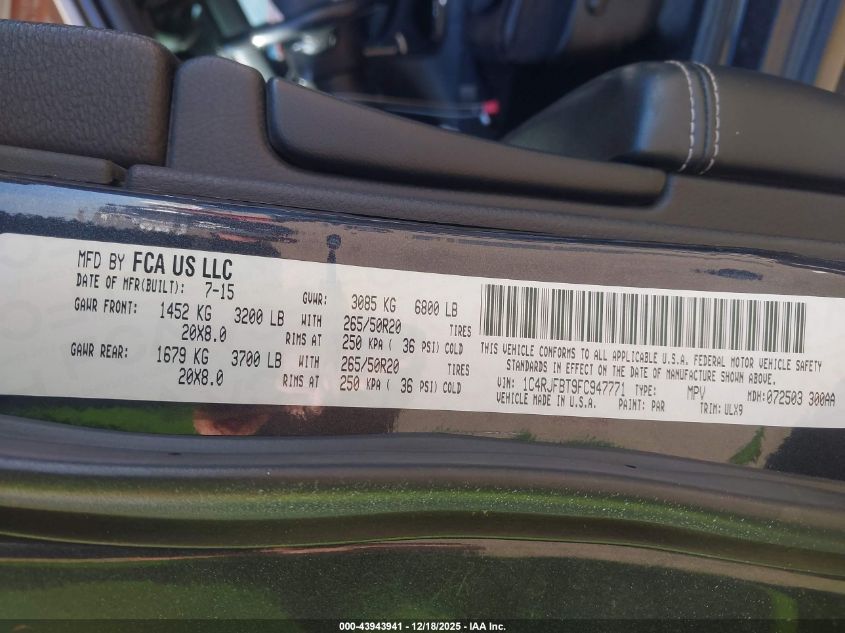 MFD BY FCA US LLC
DATE OF MFR(BUILT): 7-15 GVWR: 3085 KG 6800 LB
GAWR FRONT: 1452 KG 3200 LB WITH 265/50R20 TIRES
20X8.0 RIMS AT 250 KPA ( 36 PSI) COLD
GAWR REAR: 1679 KG 3700 LB WITH 265/50R20 TIRES
20X8.0 RIMS AT 250 KPA ( 36 PSI) COLD
THIS VEHICLE CONFORMS TO ALL APPLICABLE U.S.A. FEDERAL MOTOR VEHICLE SAFETY
STANDARDS IN EFFECT ON THE DATE OF MANUFACTURE SHOWN ABOVE.
VIN: 1C4RJFBT9FC947771 TYPE: MPV MDH:072503 300AA
VEHICLE MADE IN U.S.A. PAINT: PAR TRIM: ULX9
000-43943941 - 12/18/2025 - IAA Inc.